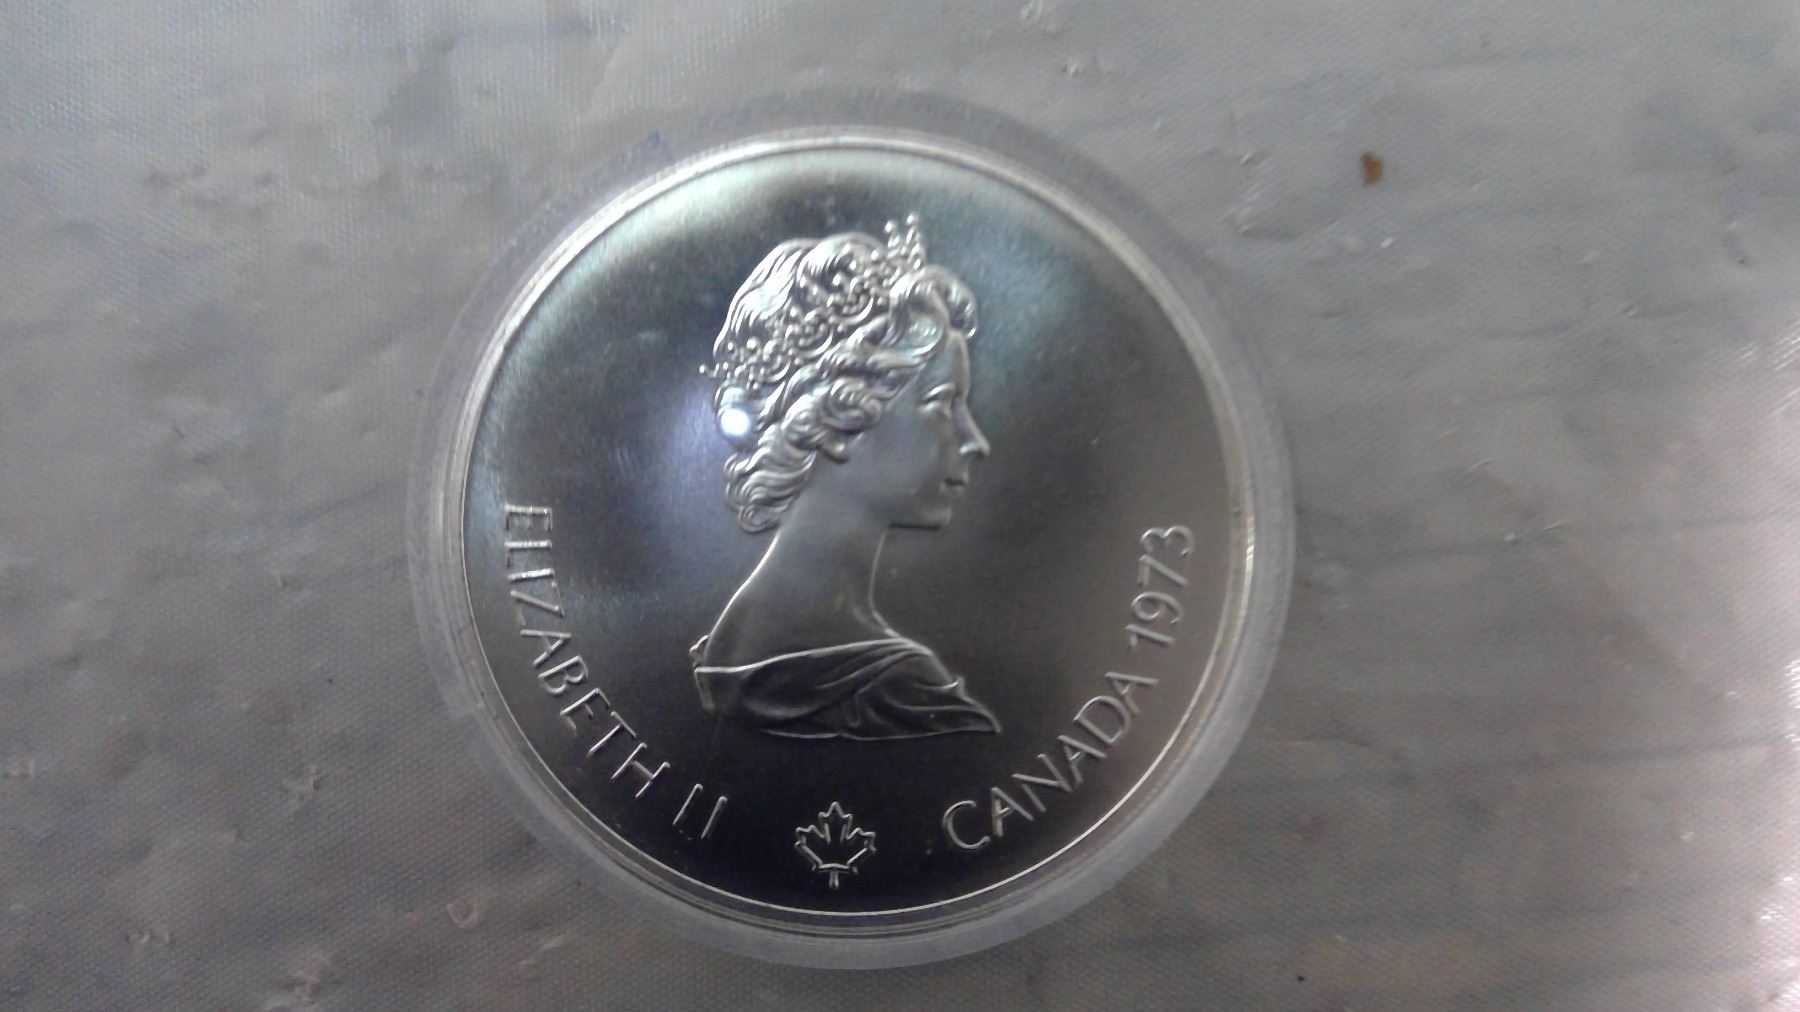 ELIZABETH II
CANADA 1973